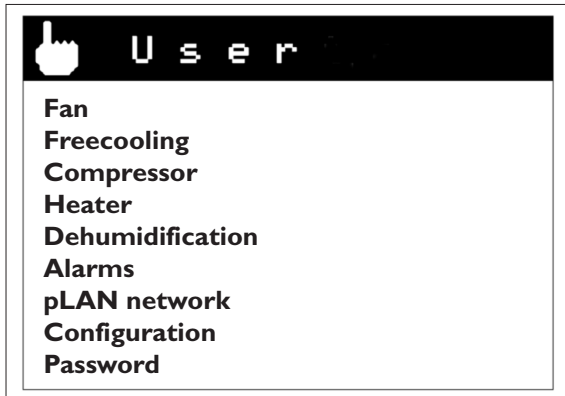 User
Fan
Freecooling
Compressor
Heater
Dehumidification
Alarms
pLAN network
Configuration
Password